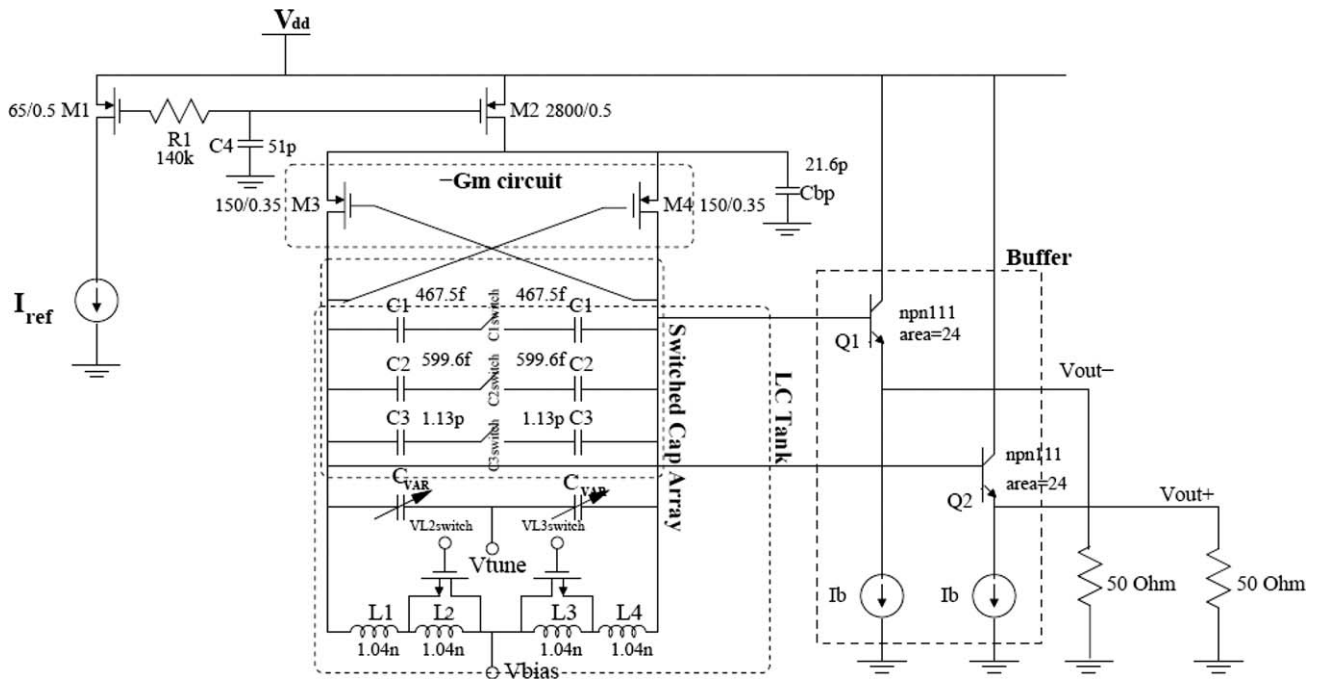 Vdd
65/0.5 M1
R1
140k
C4
51p
M2 2800/0.5
−Gm circuit
21.6p
Cbp
150/0.35 M3
M4 150/0.35
Iref
467.5f
467.5f
C1
C1switch
C1
599.6f
599.6f
C2
C2switch
C2
1.13p
1.13p
C3
C3switch
C3
Switched Cap Array
LC Tank
Buffer
npn111
area=24
Q1
Vout−
npn111
area=24
Q2
Vout+
CVAR
CVAR
VL2switch
VL3switch
Vtune
L1
L2
L3
L4
1.04n
1.04n
1.04n
1.04n
Vbias
Ib
Ib
50 Ohm
50 Ohm